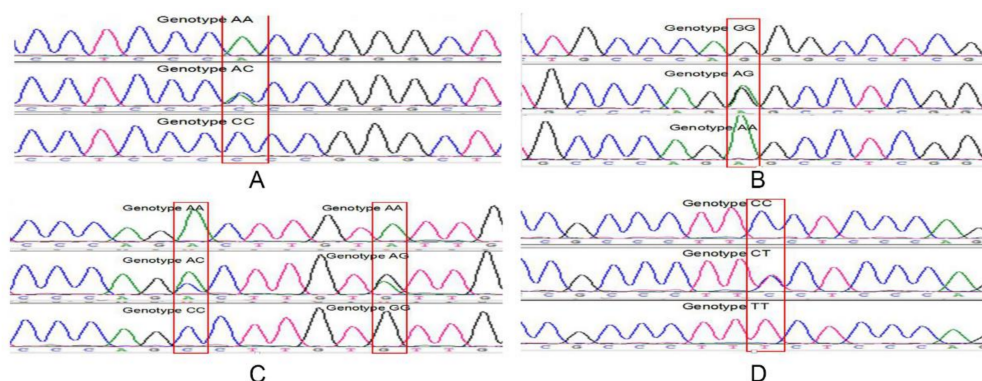 Genotype AA
C C T C C C A C C G G G C T
Genotype AC
C C T C C C C C C G G G C T
Genotype CC
C C T C C C C C C G G G C T
A
Genotype GG
T G C C C A G G G C C T C G
Genotype AG
G C C C A G A G C C T C G G
Genotype AA
G C C C A G A G C C T C G G
B
Genotype AA Genotype AA
C C C A G A C T T G T A T T G
Genotype AC Genotype AG
C C C A G A C T T G T G T T G
Genotype CC Genotype GG
C C C A G C C T T G T G T T G
C
Genotype CC
C G C C C T T C C T C C C A G
Genotype CT
C G C C C T T C C T C C C A
Genotype TT
C G C C C T T T C T C C C A G
D